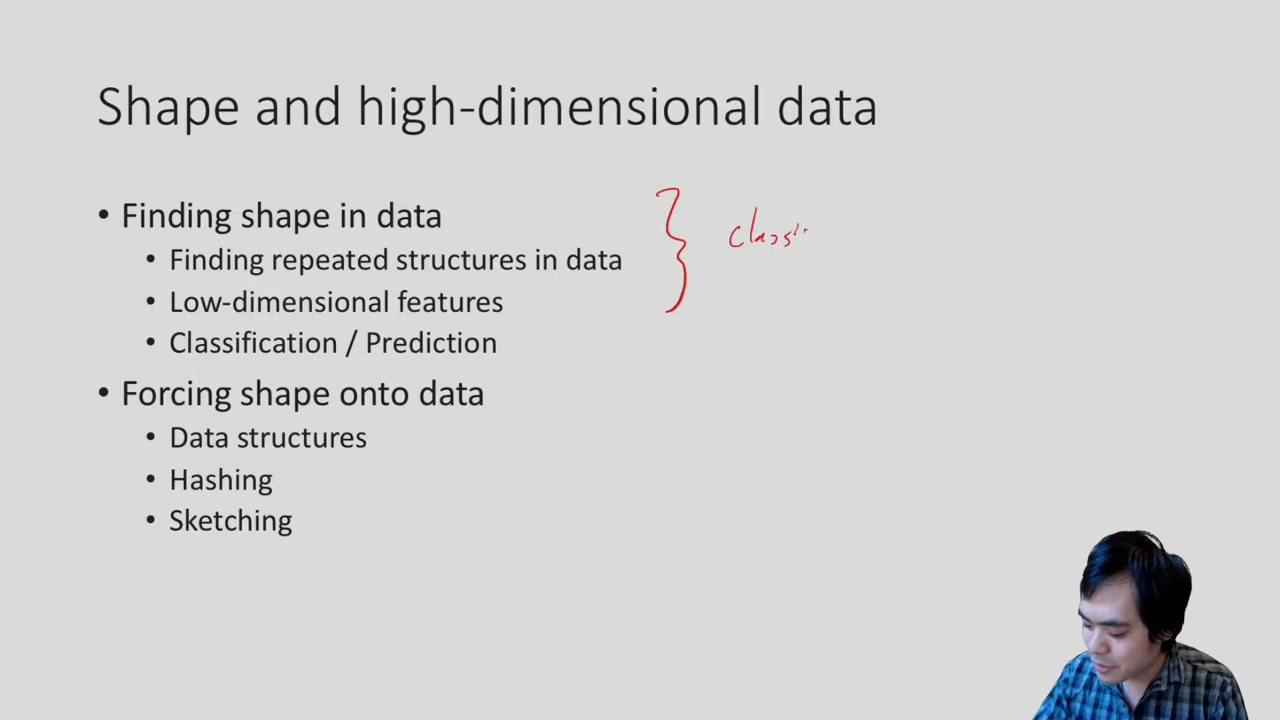 Shape and high-dimensional data
• Finding shape in data
• Finding repeated structures in data
• Low-dimensional features
• Classification / Prediction
• Forcing shape onto data
• Data structures
• Hashing
• Sketching
classi